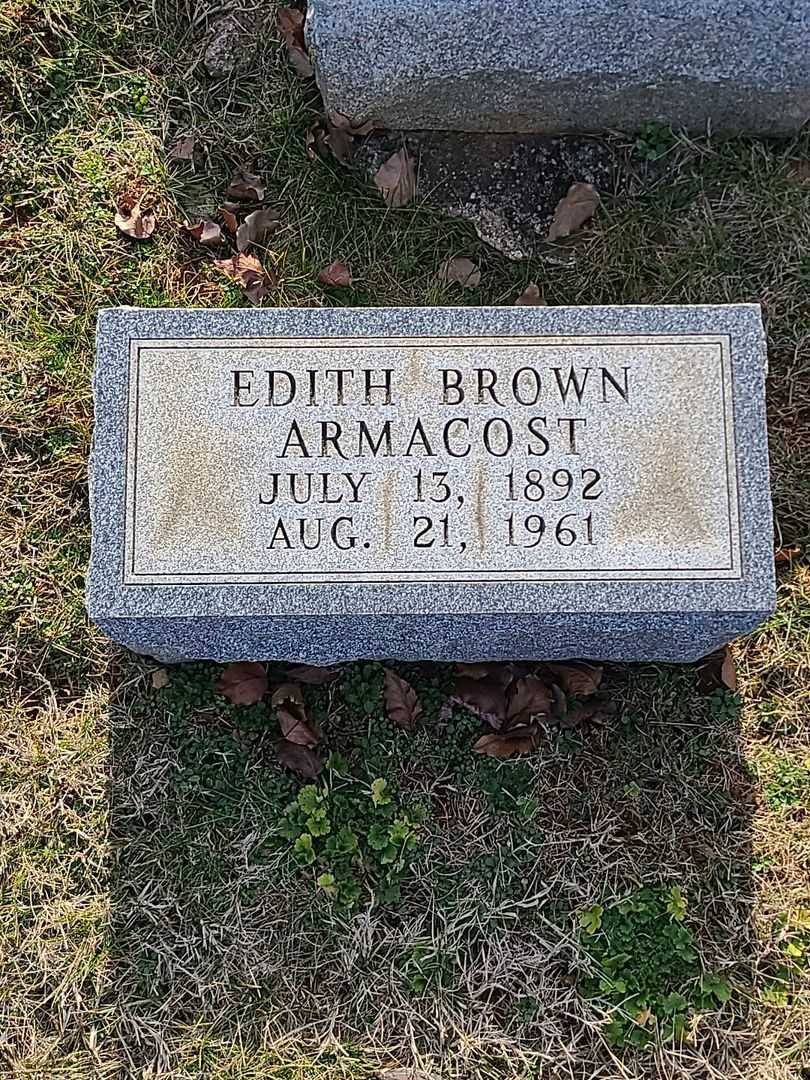 EDITH BROWN
ARMACOST
JULY 13, 1892
AUG. 21, 1961